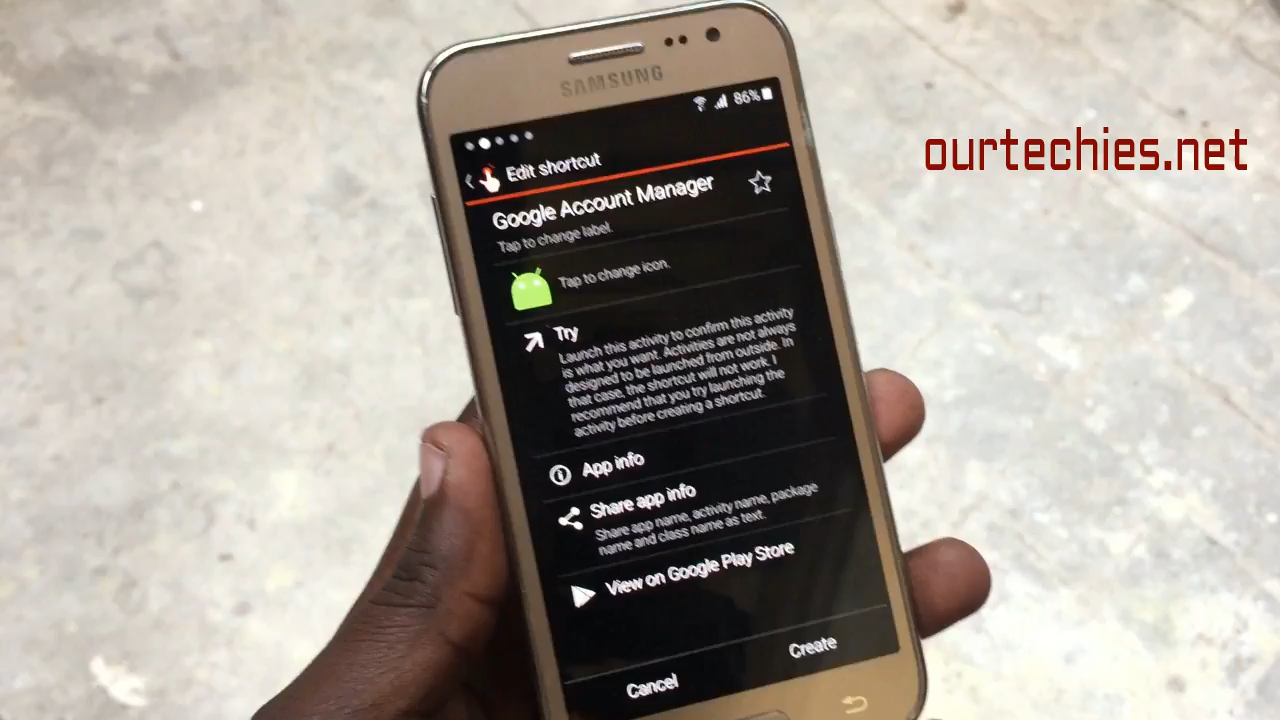 SAMSUNG
86%
Edit shortcut
Google Account Manager
Tap to change label.
Tap to change icon.
Try
Launch this activity to confirm this activity
is what you want. Activities are not always
designed to be launched from outside. In
that case, the shortcut will not work. I
recommend that you try launching the
activity before creating a shortcut.
App info
Share app info
Share app name, activity name, package
name and class name as text.
View on Google Play Store
Cancel
Create
ourtechies.net